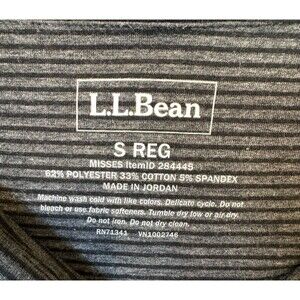 L.L.Bean
S REG
MISSES ItemID 284445
62% POLYESTER 33% COTTON 5% SPANDEX
MADE IN JORDAN
Machine wash cold with like colors. Delicate cycle. Do not
bleach or use fabric softeners. Tumble dry low or air dry.
Do not iron. Do not dry clean.
RN71341 VN1002746